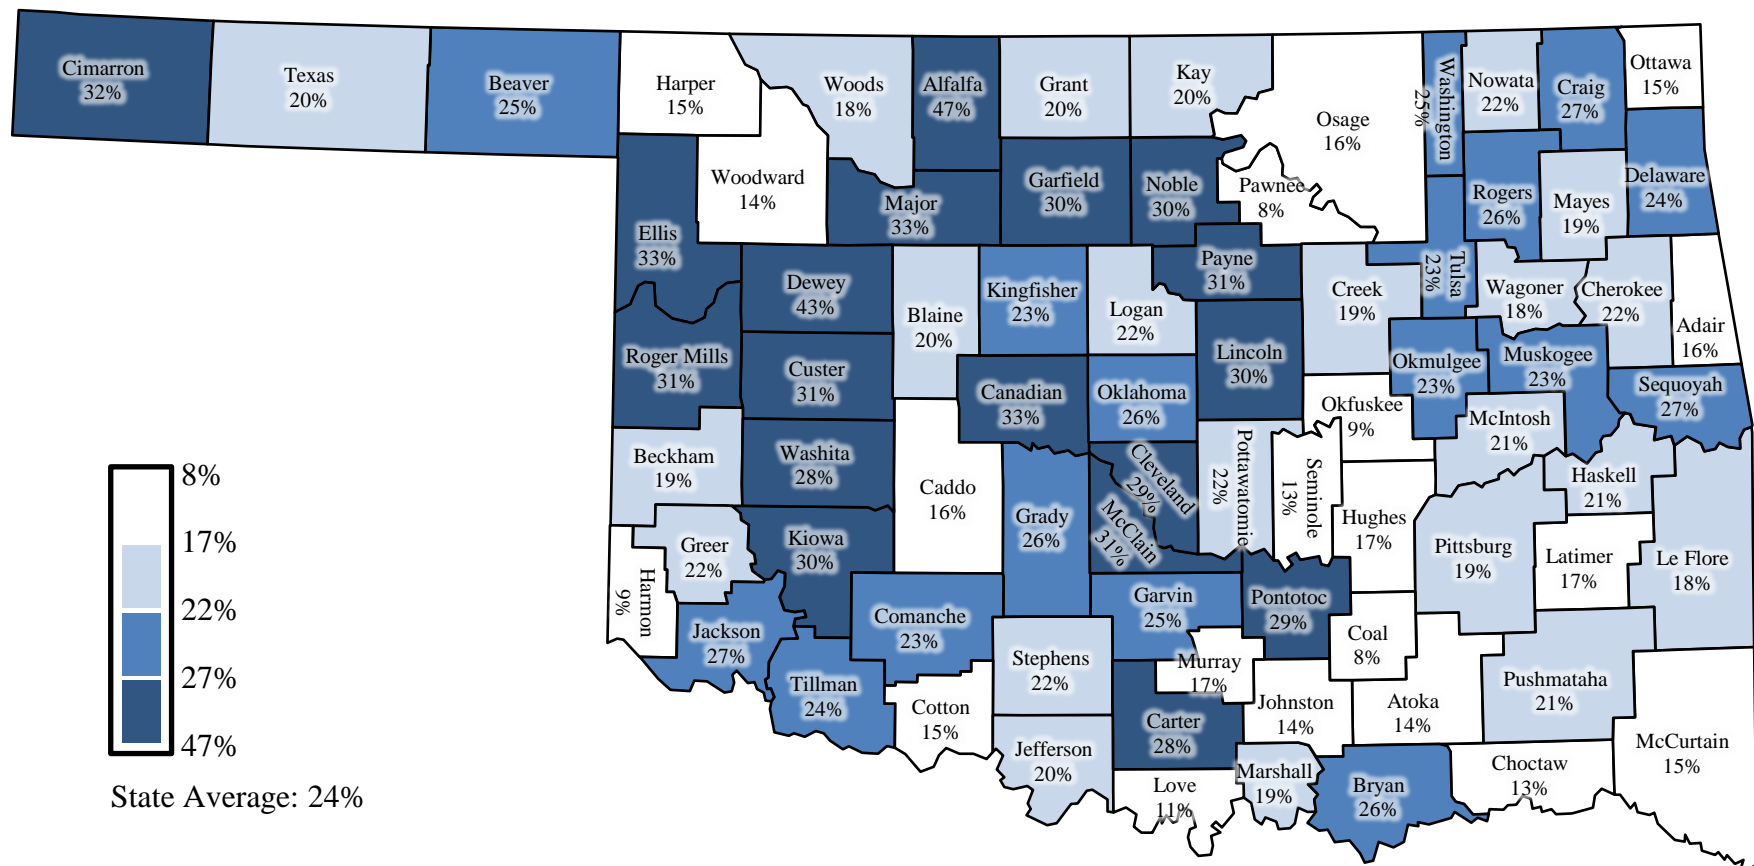 Cimarron
32%
Texas
20%
Beaver
25%
Harper
15%
Woods
18%
Alfalfa
47%
Grant
20%
Kay
20%
Osage
16%
Washington
25%
Nowata
22%
Craig
27%
Ottawa
15%
Woodward
14%
Major
33%
Garfield
30%
Noble
30%
Pawnee
8%
Rogers
26%
Mayes
19%
Delaware
24%
Ellis
33%
Dewey
43%
Blaine
20%
Kingfisher
23%
Logan
22%
Payne
31%
Creek
19%
Tulsa
23%
Wagoner
18%
Cherokee
22%
Adair
16%
Roger Mills
31%
Custer
31%
Canadian
33%
Oklahoma
26%
Lincoln
30%
Okfuskee
9%
Okmulgee
23%
Muskogee
23%
Sequoyah
27%
Beckham
19%
Washita
28%
Caddo
16%
Grady
26%
Cleveland
29%
McClain
31%
Pottawatomie
22%
Seminole
13%
Hughes
17%
McIntosh
21%
Haskell
21%
Pittsburg
19%
Latimer
17%
Le Flore
18%
Harmon
9%
Greer
22%
Kiowa
30%
Jackson
27%
Tillman
24%
Comanche
23%
Cotton
15%
Stephens
22%
Jefferson
20%
Garvin
25%
Murray
17%
Carter
28%
Love
11%
Pontotoc
29%
Johnston
14%
Marshall
19%
Coal
8%
Atoka
14%
Bryan
26%
Pushmataha
21%
Choctaw
13%
McCurtain
15%
8%
17%
22%
27%
47%
State Average: 24%